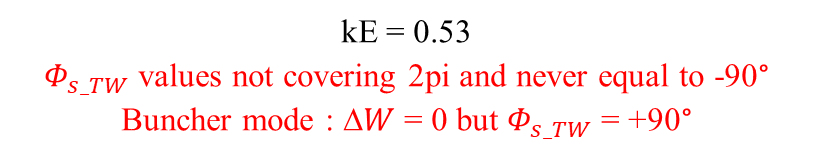 kE = 0.53
Φs_TW values not covering 2pi and never equal to -90°
Buncher mode : ΔW = 0 but Φs_TW = +90°